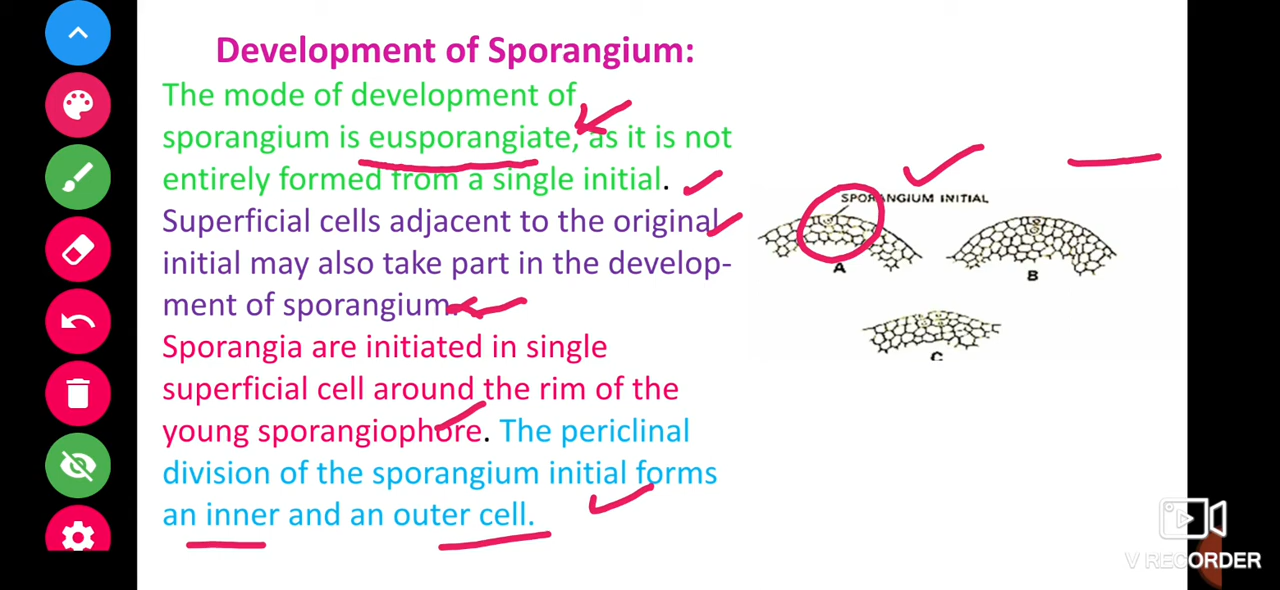 Development of Sporangium:
The mode of development of
sporangium is eusporangiate, as it is not
entirely formed from a single initial.
Superficial cells adjacent to the original
initial may also take part in the develop-
ment of sporangium.
Sporangia are initiated in single
superficial cell around the rim of the
young sporangiophore. The periclinal
division of the sporangium initial forms
an inner and an outer cell.
SPORANGIUM INITIAL
A
B
C
V RECORDER